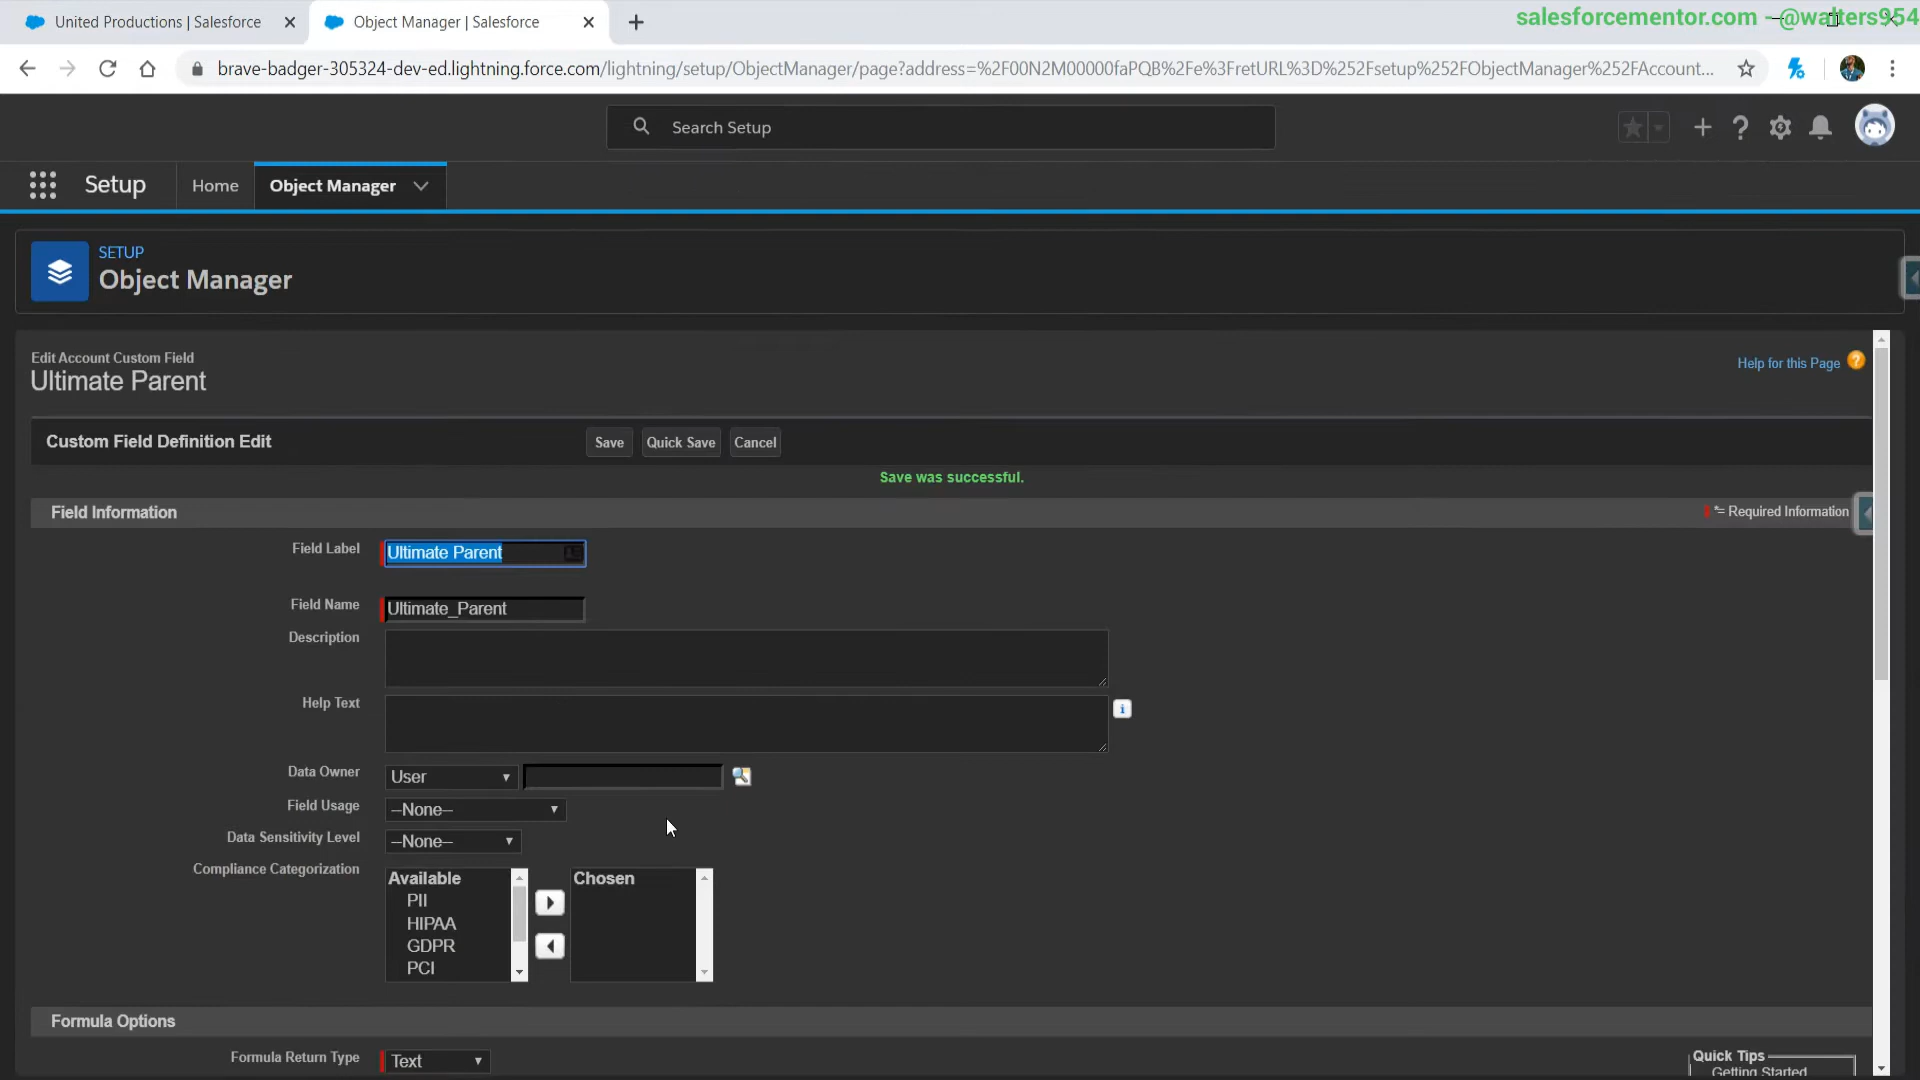 salesforcementor.com - @walters954
United Productions | Salesforce
Object Manager | Salesforce
brave-badger-305324-dev-ed.lightning.force.com/lightning/setup/ObjectManager/page?address=%2F00N2M00000faPQB%2Fe%3FretURL%3D%252Fsetup%252FObjectManager%252FAccount...
Search Setup
Setup
Home
Object Manager
SETUP
Object Manager
Edit Account Custom Field
Ultimate Parent
Help for this Page
Custom Field Definition Edit
Save
Quick Save
Cancel
Save was successful.
Field Information
*= Required Information
Field Label
Ultimate Parent
Field Name
Ultimate_Parent
Description
Help Text
Data Owner
User
Field Usage
--None--
Data Sensitivity Level
--None--
Compliance Categorization
Available
Chosen
PII
HIPAA
GDPR
PCI
Formula Options
Formula Return Type
Text
Quick Tips
Getting Started